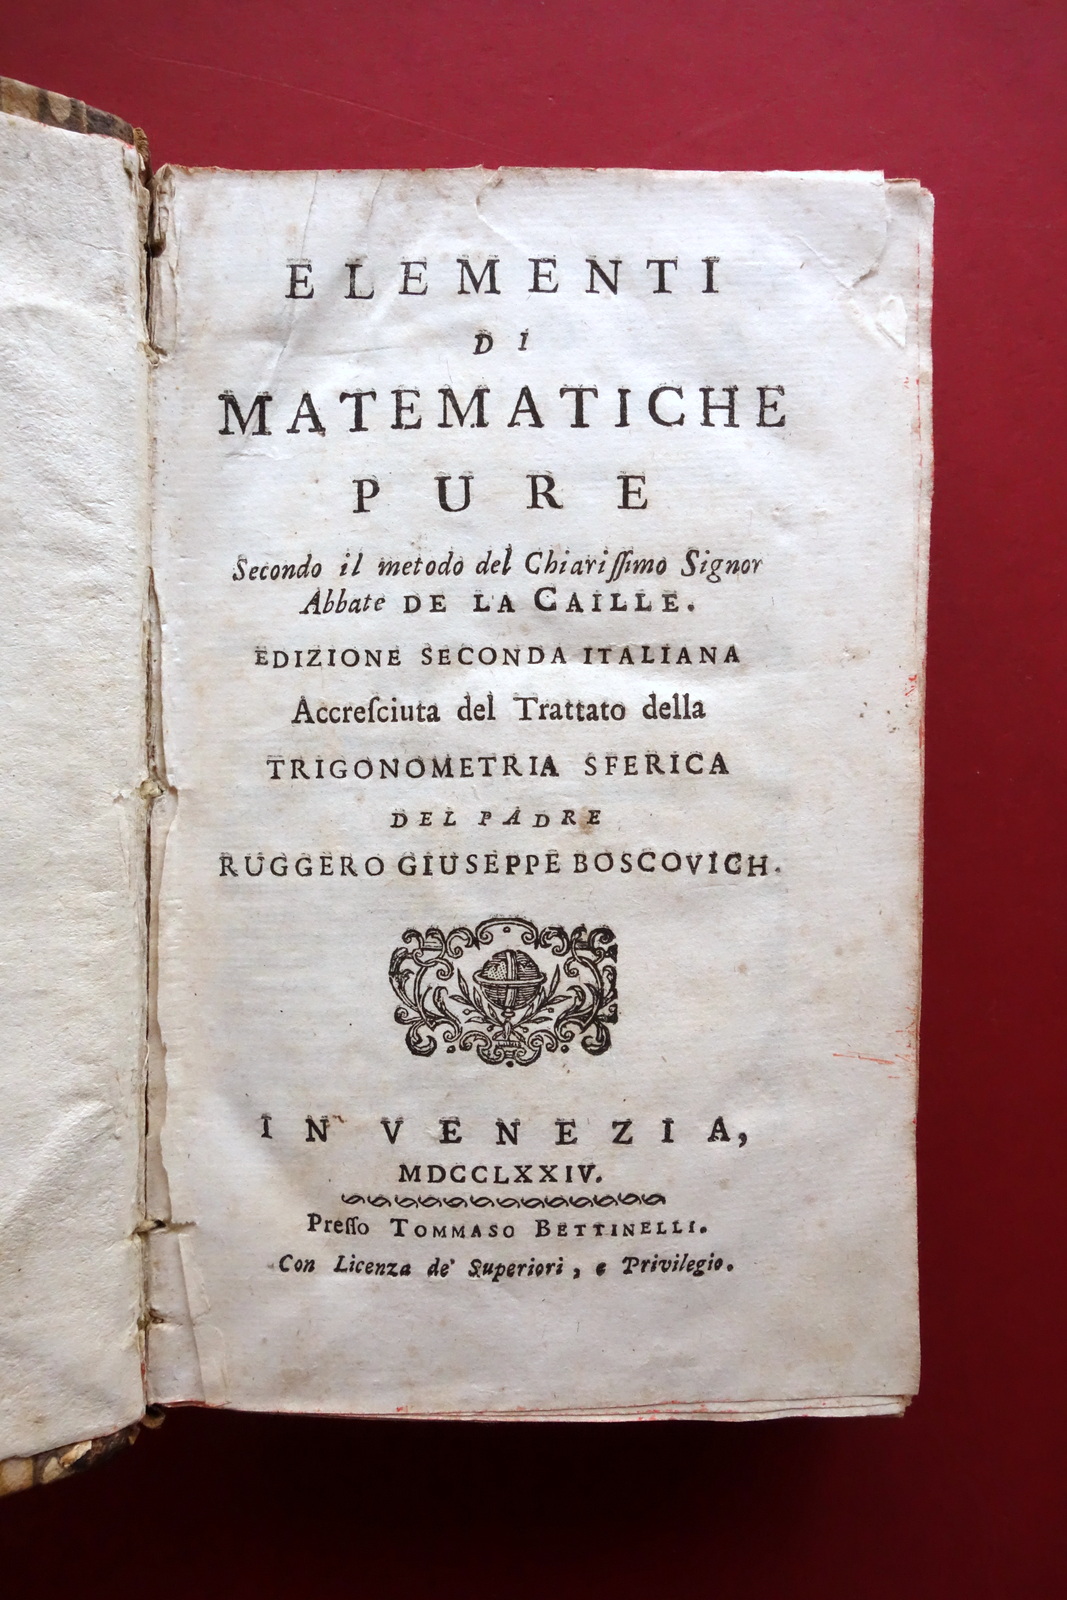 ELEMENTI
DI
MATEMATICHE
PURE
Secondo il metodo del Chiariſſimo Signor
Abbate DE LA CAILLE.
EDIZIONE SECONDA ITALIANA
Accreſciuta del Trattato della
TRIGONOMETRIA SFERICA
DEL PADRE
RUGGERO GIUSEPPE BOSCOVICH.
IN VENEZIA,
MDCCLXXIV.
Preſſo TOMMASO BETTINELLI.
Con Licenza de' Superiori, e Privilegio.